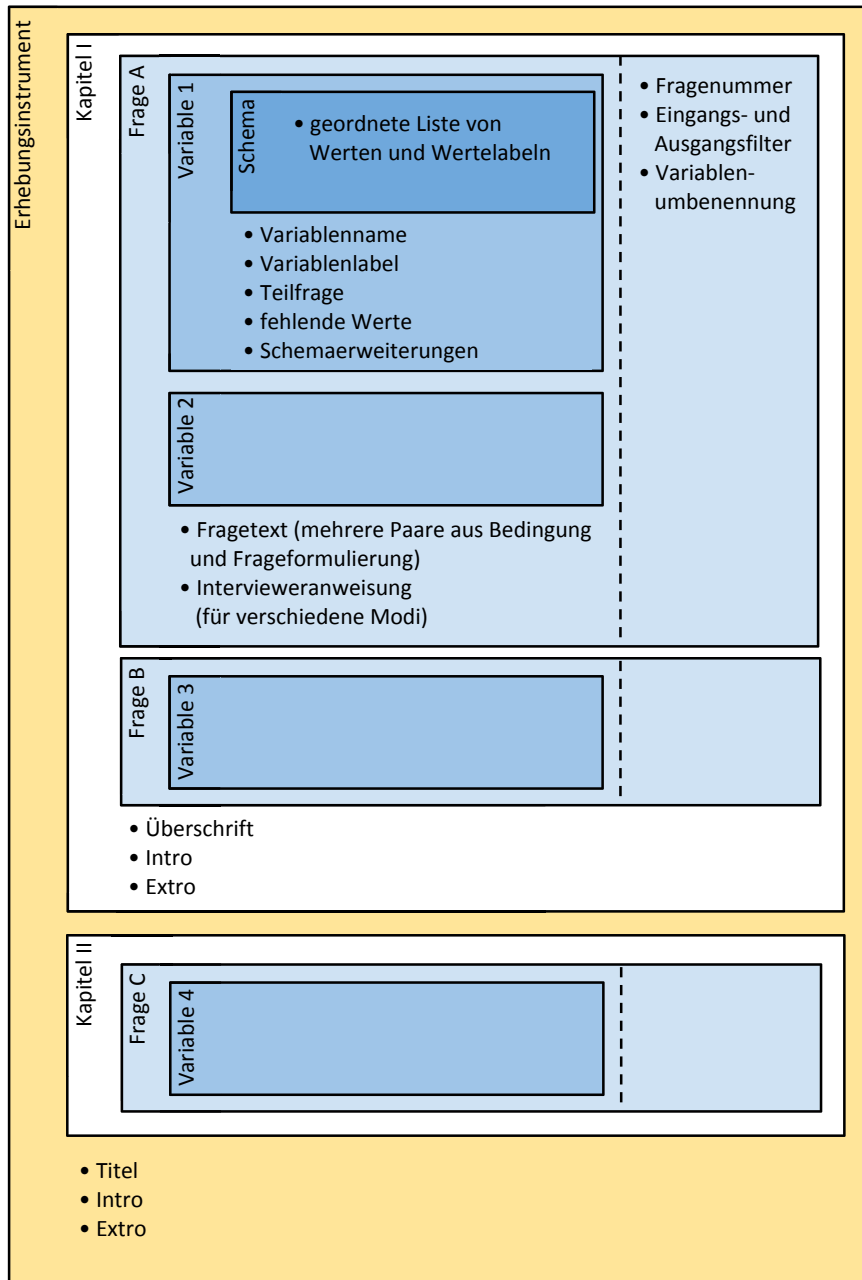 Erhebungsinstrument
Kapitel I
Frage A
Variable 1
Schema
• geordnete Liste von
Werten und Wertelabeln
• Variablenname
• Variablenlabel
• Teilfrage
• fehlende Werte
• Schemaerweiterungen
Variable 2
• Fragetext (mehrere Paare aus Bedingung
und Frageformulierung)
• Intervieweranweisung
(für verschiedene Modi)
• Fragenummer
• Eingangs- und
Ausgangsfilter
• Variablen-
umbenennung
Frage B
Variable 3
• Überschrift
• Intro
• Extro
Kapitel II
Frage C
Variable 4
• Titel
• Intro
• Extro